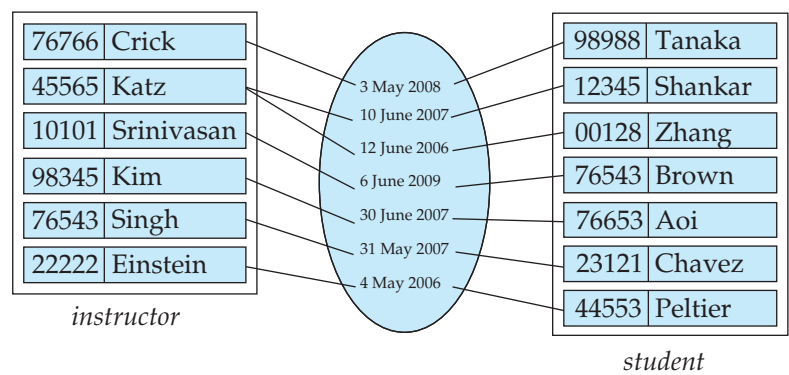 76766 Crick
45565 Katz
10101 Srinivasan
98345 Kim
76543 Singh
22222 Einstein
instructor
3 May 2008
10 June 2007
12 June 2006
6 June 2009
30 June 2007
31 May 2007
4 May 2006
98988 Tanaka
12345 Shankar
00128 Zhang
76543 Brown
76653 Aoi
23121 Chavez
44553 Peltier
student